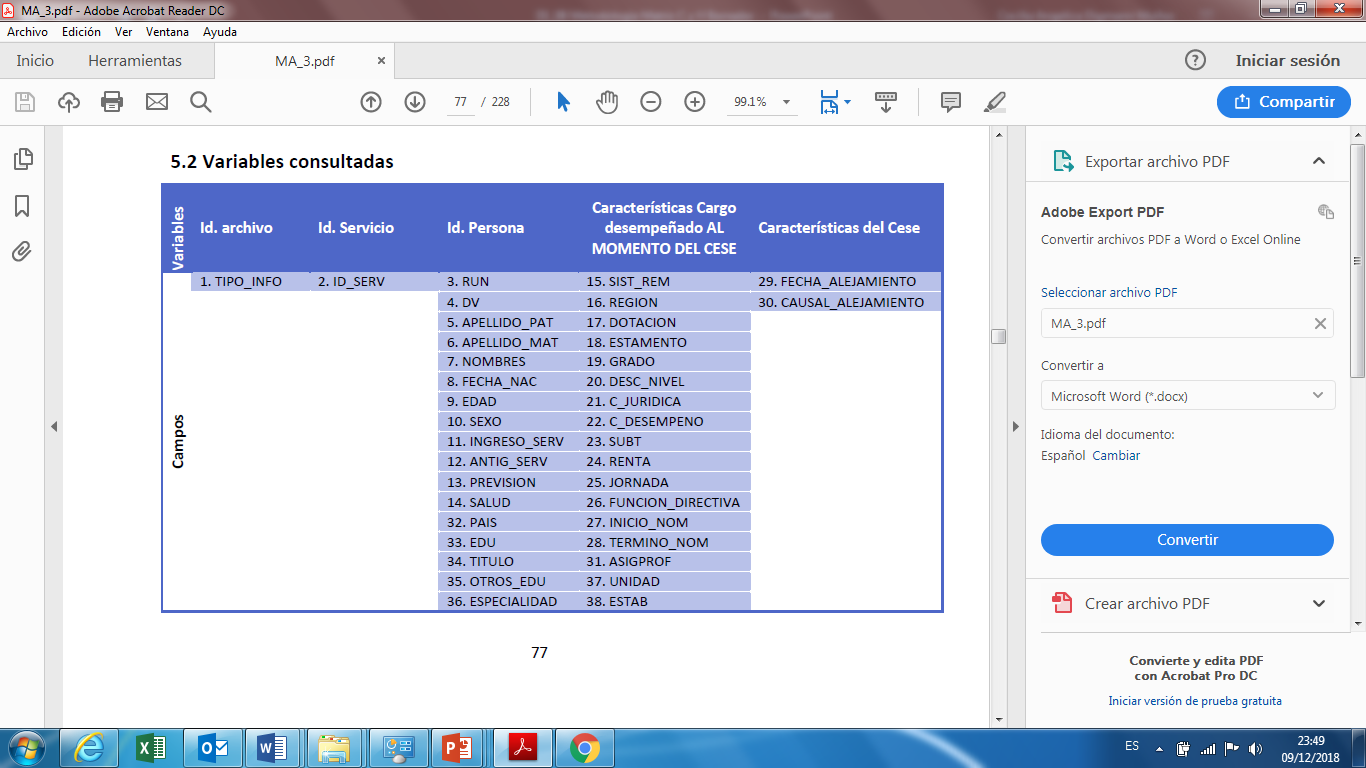 MA_3.pdf - Adobe Acrobat Reader DC
Archivo Edición Ver Ventana Ayuda
Inicio Herramientas MA_3.pdf × Iniciar sesión
77 / 228 99.1% Compartir
5.2 Variables consultadas
Variables Id. archivo Id. Servicio Id. Persona Características Cargo desempeñado AL MOMENTO DEL CESE Características del Cese
Campos
1. TIPO_INFO 2. ID_SERV 3. RUN 15. SIST_REM 29. FECHA_ALEJAMIENTO
4. DV 16. REGION 30. CAUSAL_ALEJAMIENTO
5. APELLIDO_PAT 17. DOTACION
6. APELLIDO_MAT 18. ESTAMENTO
7. NOMBRES 19. GRADO
8. FECHA_NAC 20. DESC_NIVEL
9. EDAD 21. C_JURIDICA
10. SEXO 22. C_DESEMPENO
11. INGRESO_SERV 23. SUBT
12. ANTIG_SERV 24. RENTA
13. PREVISION 25. JORNADA
14. SALUD 26. FUNCION_DIRECTIVA
32. PAIS 27. INICIO_NOM
33. EDU 28. TERMINO_NOM
34. TITULO 31. ASIGPROF
35. OTROS_EDU 37. UNIDAD
36. ESPECIALIDAD 38. ESTAB
77
Exportar archivo PDF
Adobe Export PDF
Convertir archivos PDF a Word o Excel Online
Seleccionar archivo PDF
MA_3.pdf
Convertir a
Microsoft Word (*.docx)
Idioma del documento:
Español Cambiar
Convertir
Crear archivo PDF
Convierte y edita PDF
con Acrobat Pro DC
Iniciar versión de prueba gratuita
ES 23:49
09/12/2018